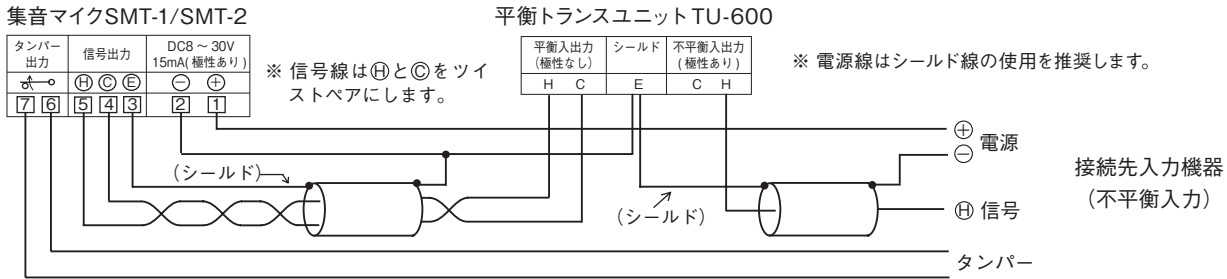 集音マイクSMT-1/SMT-2
平衡トランスユニットTU-600
タンパー
出力
信号出力
DC8～30V
15mA(極性あり)
Ⓗ Ⓒ Ⓔ
⊖ ⊕
7 6 5 4 3 2 1
※ 信号線はⒽとⒸをツイ
ストペアにします。
平衡入出力
(極性なし)
シールド
不平衡入出力
(極性あり)
H C E C H
※ 電源線はシールド線の使用を推奨します。
⊕
電源
⊖
接続先入力機器
（不平衡入力）
（シールド）
（シールド）
Ⓗ 信号
タンパー